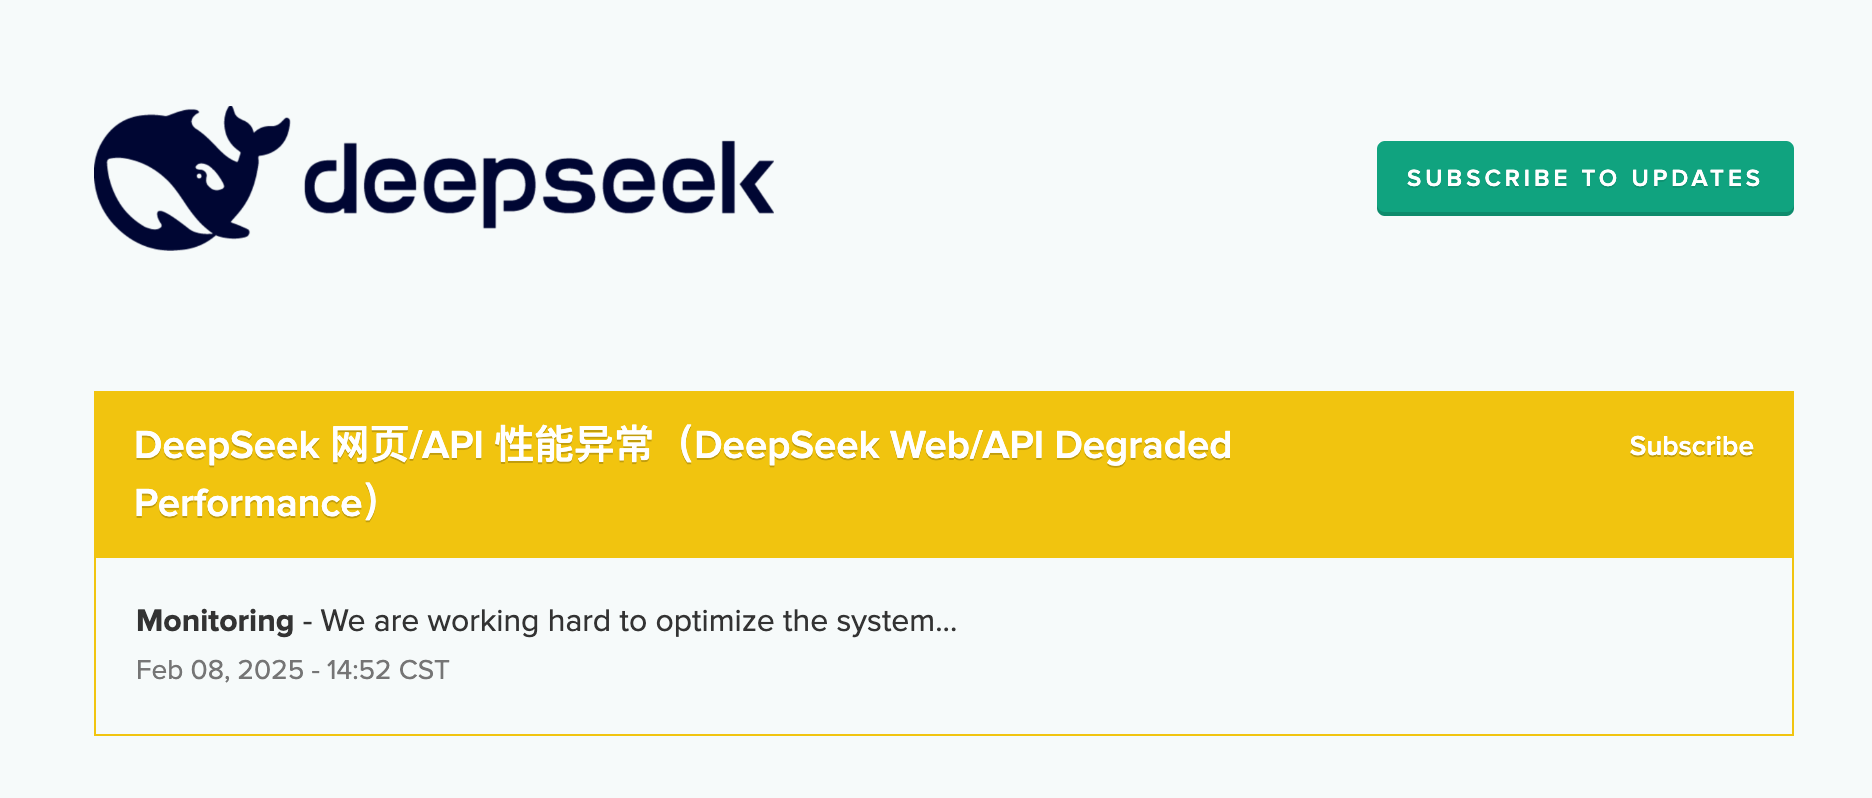 deepseek
SUBSCRIBE TO UPDATES
DeepSeek 网页/API 性能异常（DeepSeek Web/API Degraded
Performance）
Subscribe
Monitoring - We are working hard to optimize the system...
Feb 08, 2025 - 14:52 CST